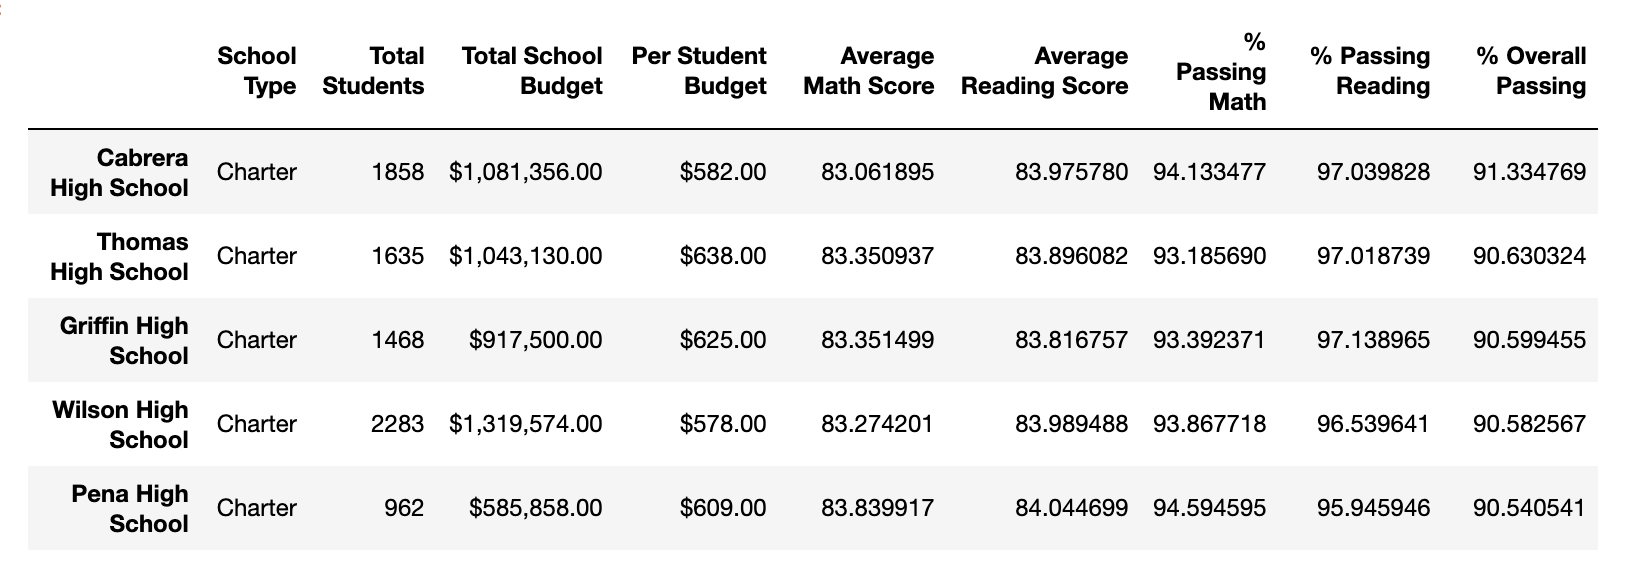 School Type Total Students Total School Budget Per Student Budget Average Math Score Average Reading Score % Passing Math % Passing Reading % Overall Passing
Cabrera High School Charter 1858 $1,081,356.00 $582.00 83.061895 83.975780 94.133477 97.039828 91.334769
Thomas High School Charter 1635 $1,043,130.00 $638.00 83.350937 83.896082 93.185690 97.018739 90.630324
Griffin High School Charter 1468 $917,500.00 $625.00 83.351499 83.816757 93.392371 97.138965 90.599455
Wilson High School Charter 2283 $1,319,574.00 $578.00 83.274201 83.989488 93.867718 96.539641 90.582567
Pena High School Charter 962 $585,858.00 $609.00 83.839917 84.044699 94.594595 95.945946 90.540541